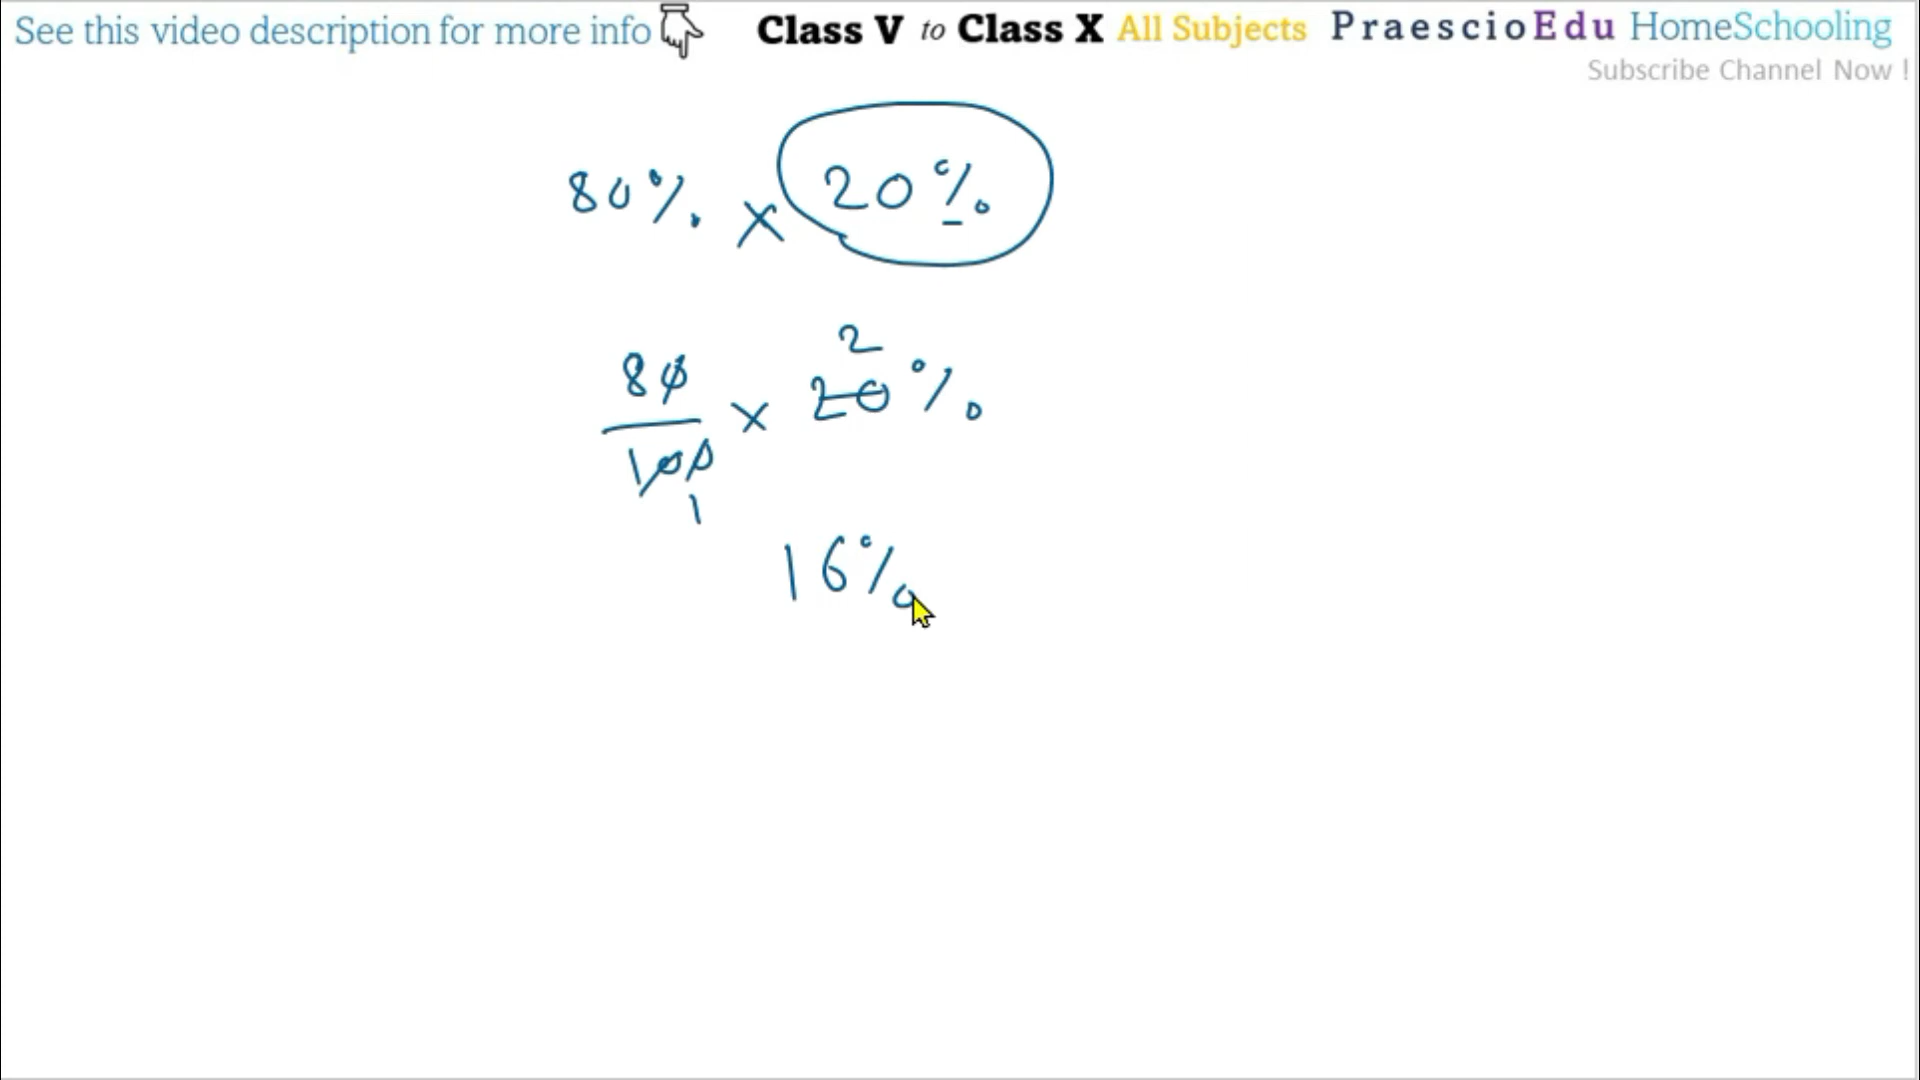 See this video description for more info Class V to Class X All Subjects PraescioEdu HomeSchooling
Subscribe Channel Now !
80% × 20%
2
80/100 × 20%
1
16%